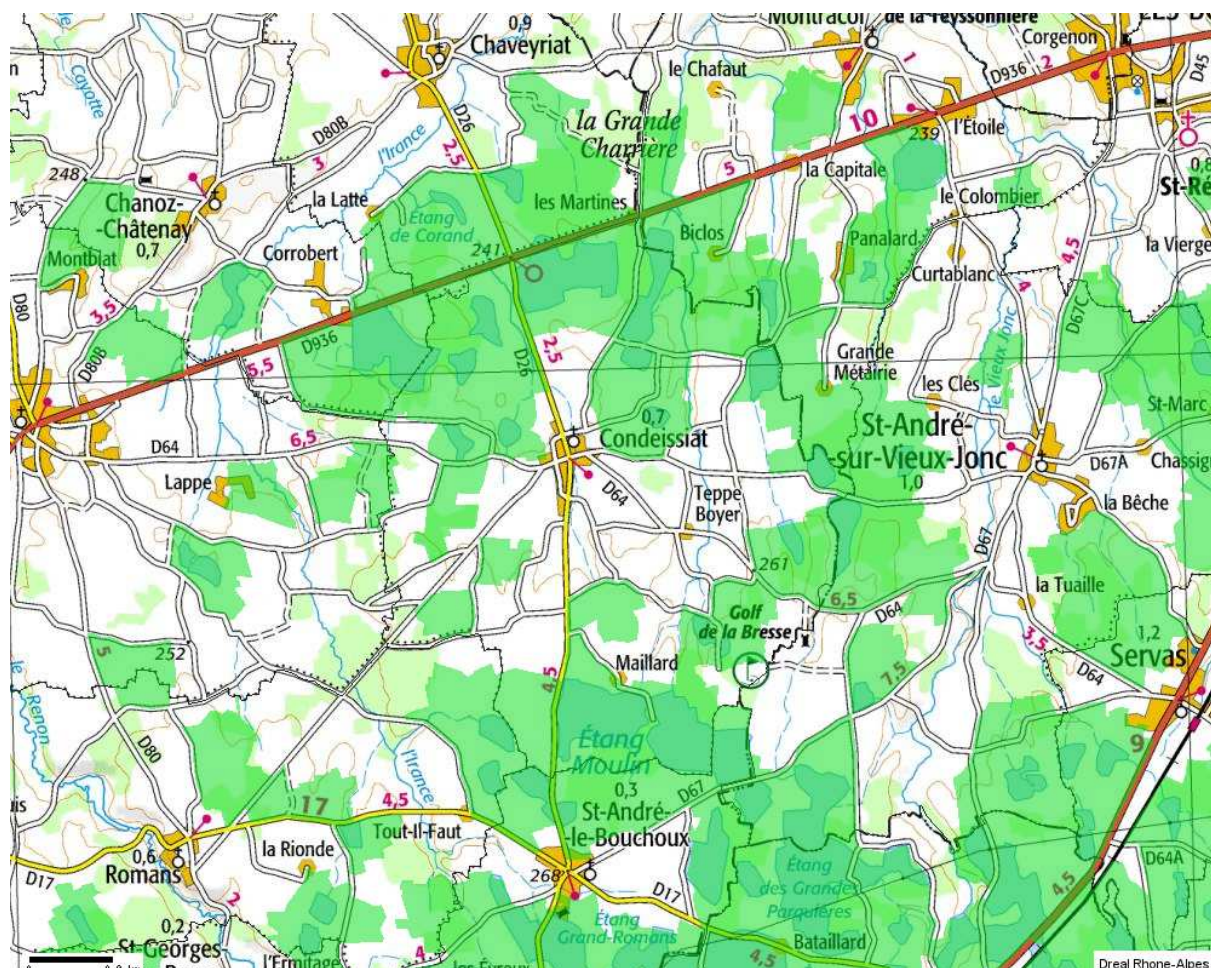 0,9
Montracol
de la Teyssonnière
Chaveyriat
le Chafaut
Corgenon
D936
2
1
D45
Cayotte
D26
la Grande
Charrière
10
239
l'Étoile
D80B
l'Irance
2,5
3
5
la Capitale
248
Chanoz-
-Châtenay
0,7
la Latte
les Martines
le Colombier
0,8
Étang
de Corand
241
Biclos
Panalard
4,5
la Vierge
Montbiat
Corrobert
Curtablanc
4
D80
3,5
D936
D67C
D80B
5,5
D26
2,5
Grande
Métairie
les Clés
le Vieux Jonc
St-Marc
0,7
Condeissiat
St-André-
-sur-Vieux-Jonc
1,0
D64
6,5
D67A
Lappe
D64
Teppe
Boyer
la Bêche
D67
261
6,5
D64
la Tuaille
Golf
de la Bresse
3,5
1,2
Servas
5
252
Maillard
4,5
7,5
D64
le
Renon
D80
Étang
Moulin
9
l'Irance
0,3
St-André-
-le-Bouchoux
D67
17
4,5
Tout-Il-Faut
la Rionde
0,6
Romans
D17
268
D17
Étang
des Grandes
Parquières
D64A
4,5
2
0,2
St-Georges-
Étang
Grand-Romans
Bataillard
l'Ermitage
4
4,5
Dreal Rhone-Alpes